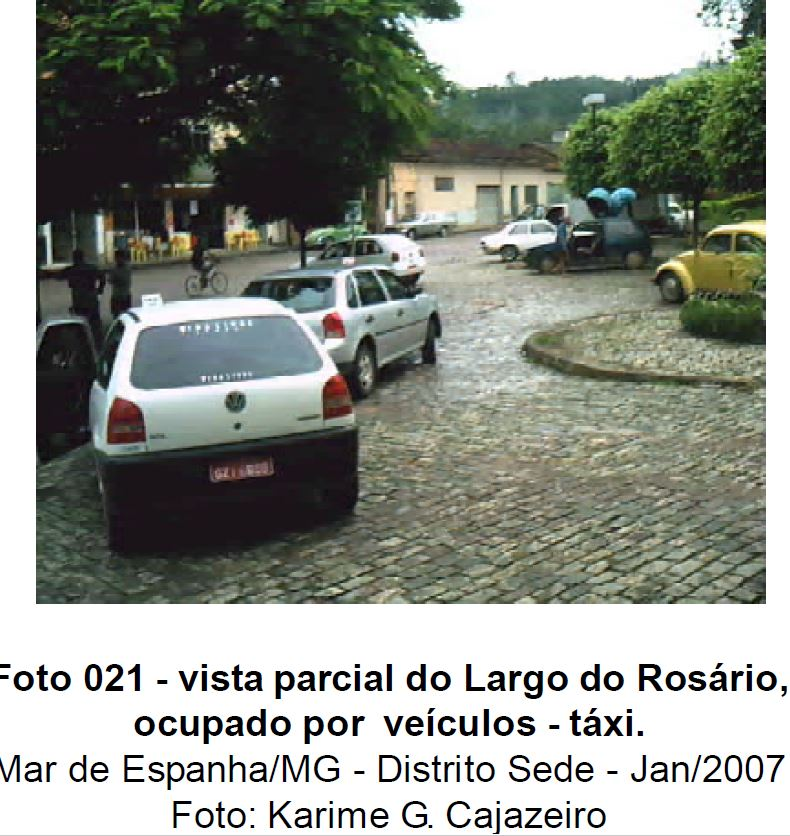 Foto 021 - vista parcial do Largo do Rosário,
ocupado por veículos - táxi.
Mar de Espanha/MG - Distrito Sede - Jan/2007
Foto: Karime G. Cajazeiro